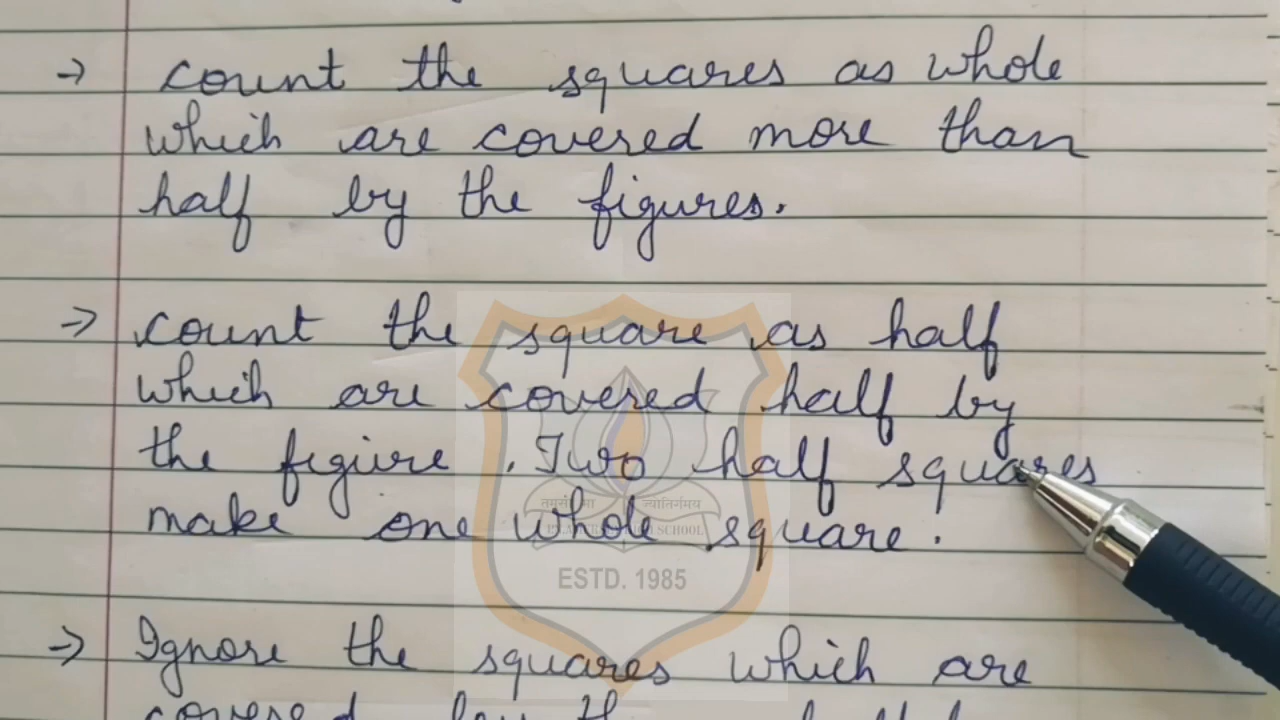 → count the squares as whole
which are covered more than
half by the figures.
→ count the square as half
which are covered half by
the figure. Two half squares
make one whole square.
ESTD. 1985
→ Ignore the squares which are
covered by